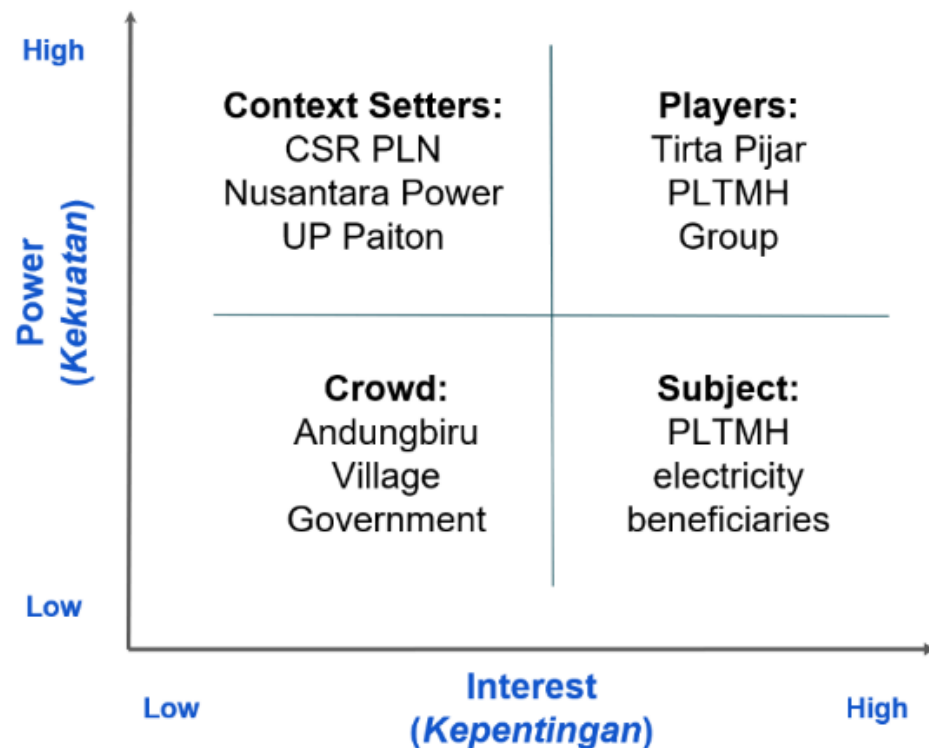 High
Context Setters:
CSR PLN
Nusantara Power
UP Paiton
Players:
Tirta Pijar
PLTMH
Group
Power
(Kekuatan)
Crowd:
Andungbiru
Village
Government
Subject:
PLTMH
electricity
beneficiaries
Low
Low
Interest
(Kepentingan)
High